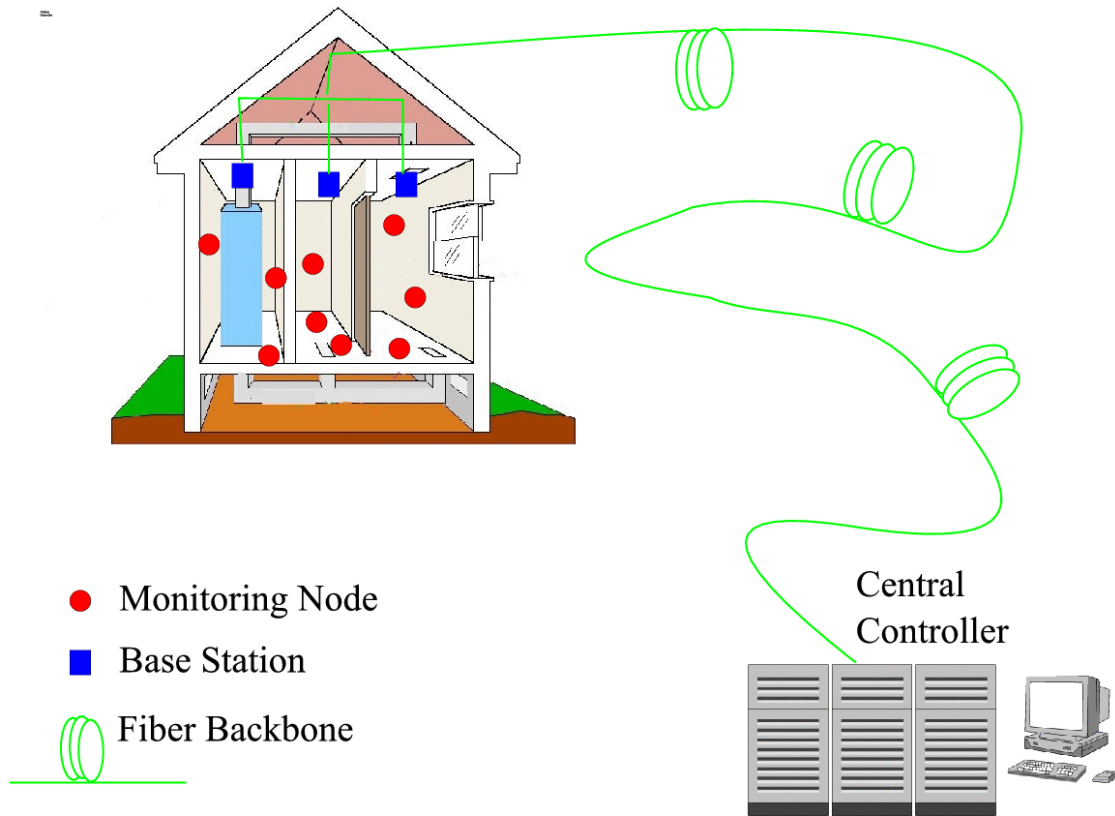 Monitoring Node
Base Station
Fiber Backbone
Central
Controller